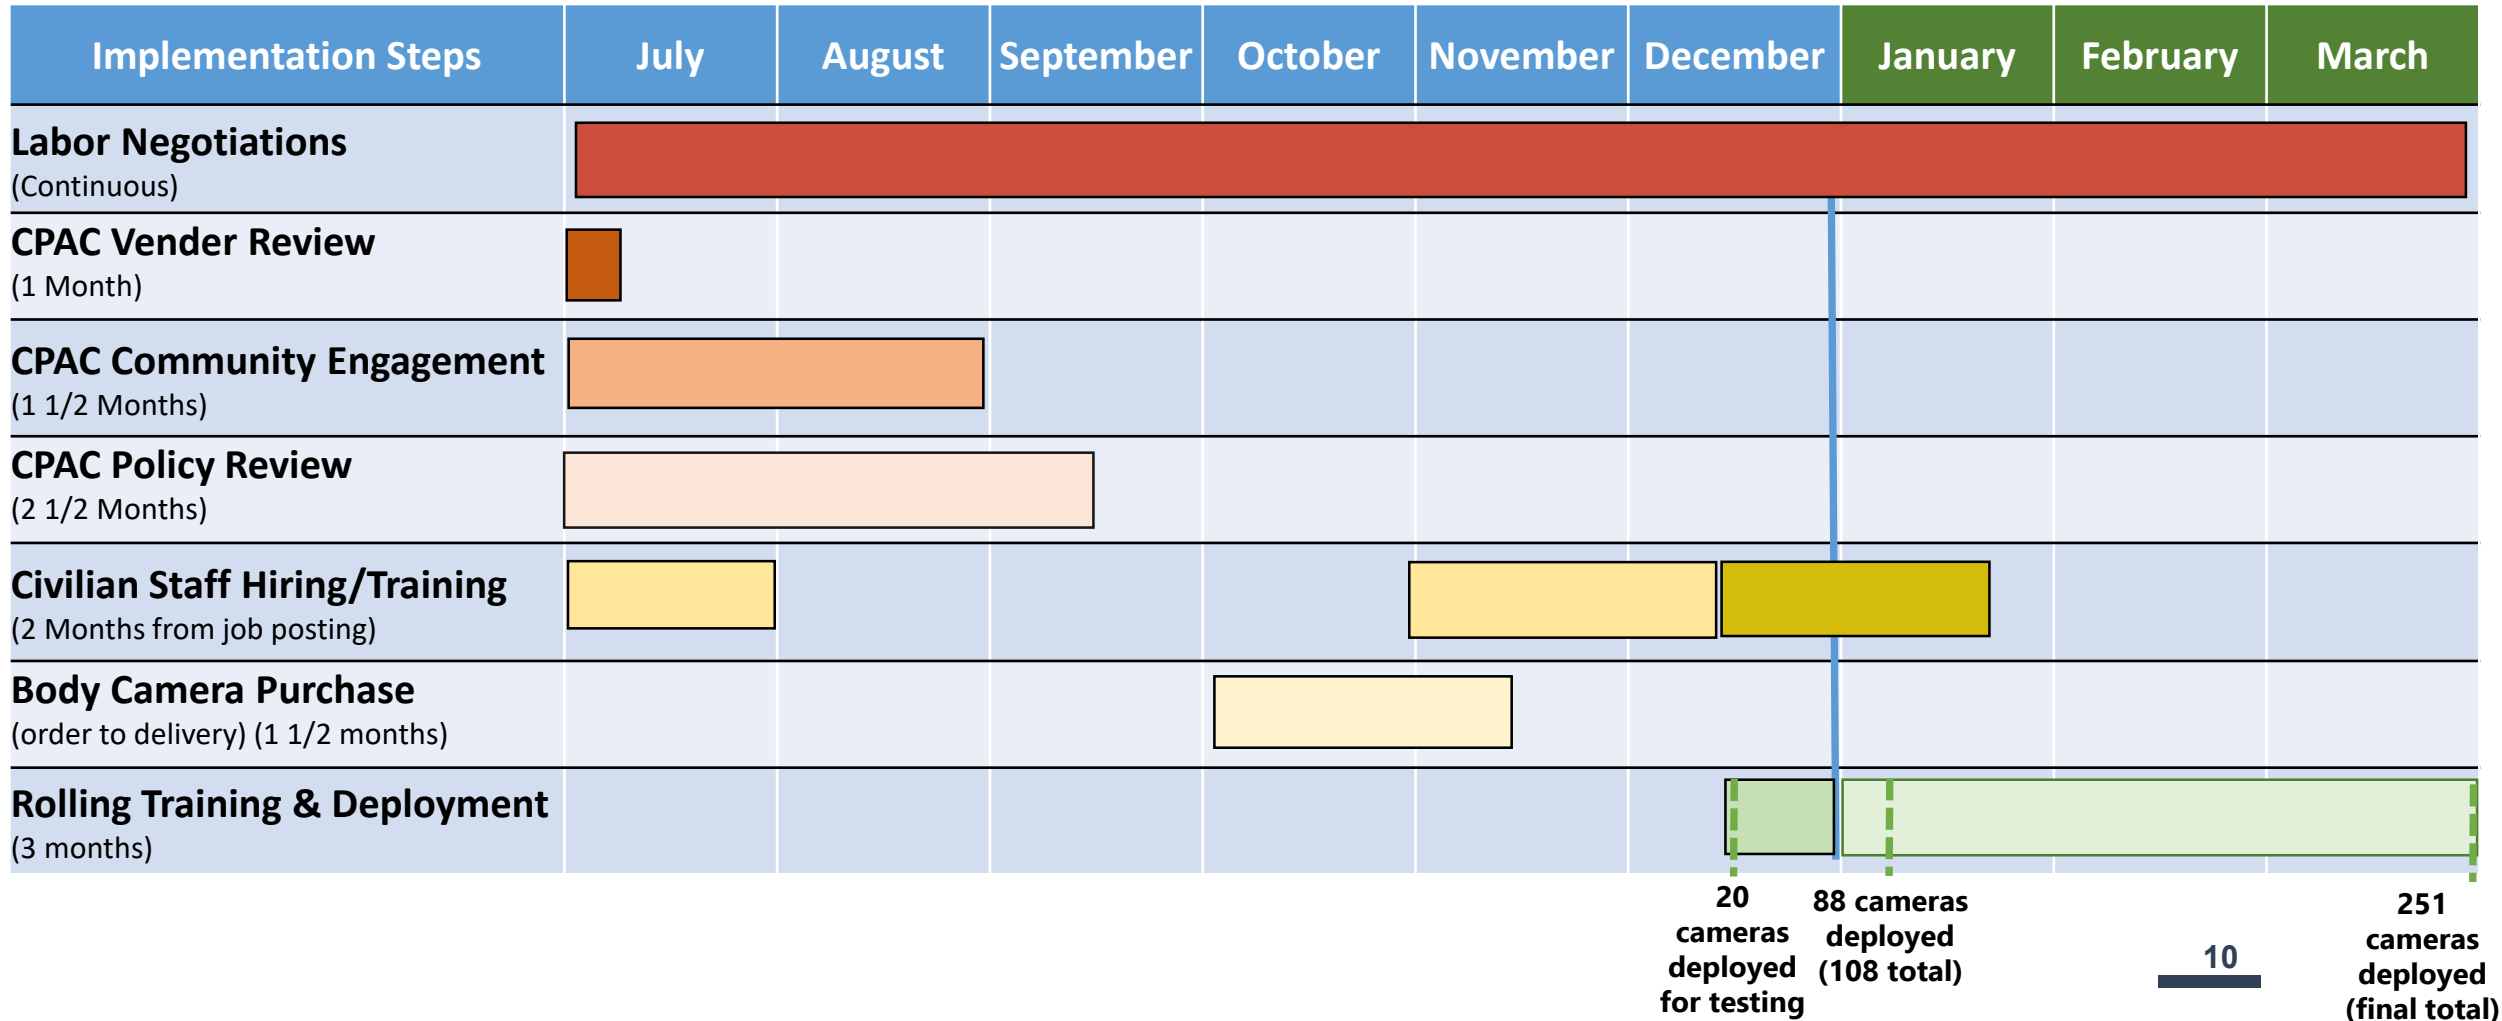 Implementation Steps July August September October November December January February March
Labor Negotiations
(Continuous)
CPAC Vender Review
(1 Month)
CPAC Community Engagement
(1 1/2 Months)
CPAC Policy Review
(2 1/2 Months)
Civilian Staff Hiring/Training
(2 Months from job posting)
Body Camera Purchase
(order to delivery) (1 1/2 months)
Rolling Training & Deployment
(3 months)
20
cameras
deployed
for testing
88 cameras
deployed
(108 total)
251
cameras
deployed
(final total)
10